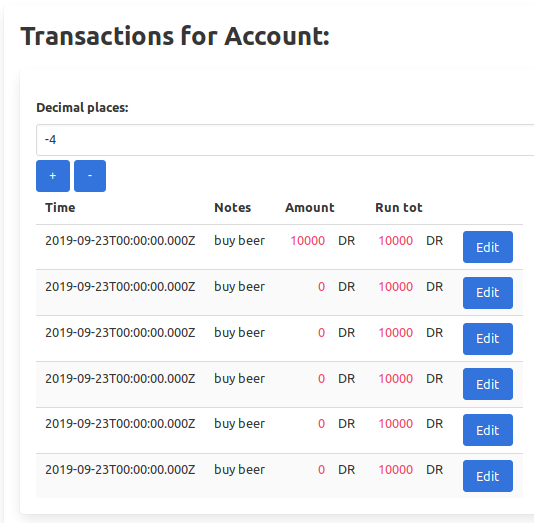 Transactions for Account:
Decimal places:
-4
+ -
Time Notes Amount Run tot
2019-09-23T00:00:00.000Z buy beer 10000 DR 10000 DR Edit
2019-09-23T00:00:00.000Z buy beer 0 DR 10000 DR Edit
2019-09-23T00:00:00.000Z buy beer 0 DR 10000 DR Edit
2019-09-23T00:00:00.000Z buy beer 0 DR 10000 DR Edit
2019-09-23T00:00:00.000Z buy beer 0 DR 10000 DR Edit
2019-09-23T00:00:00.000Z buy beer 0 DR 10000 DR Edit